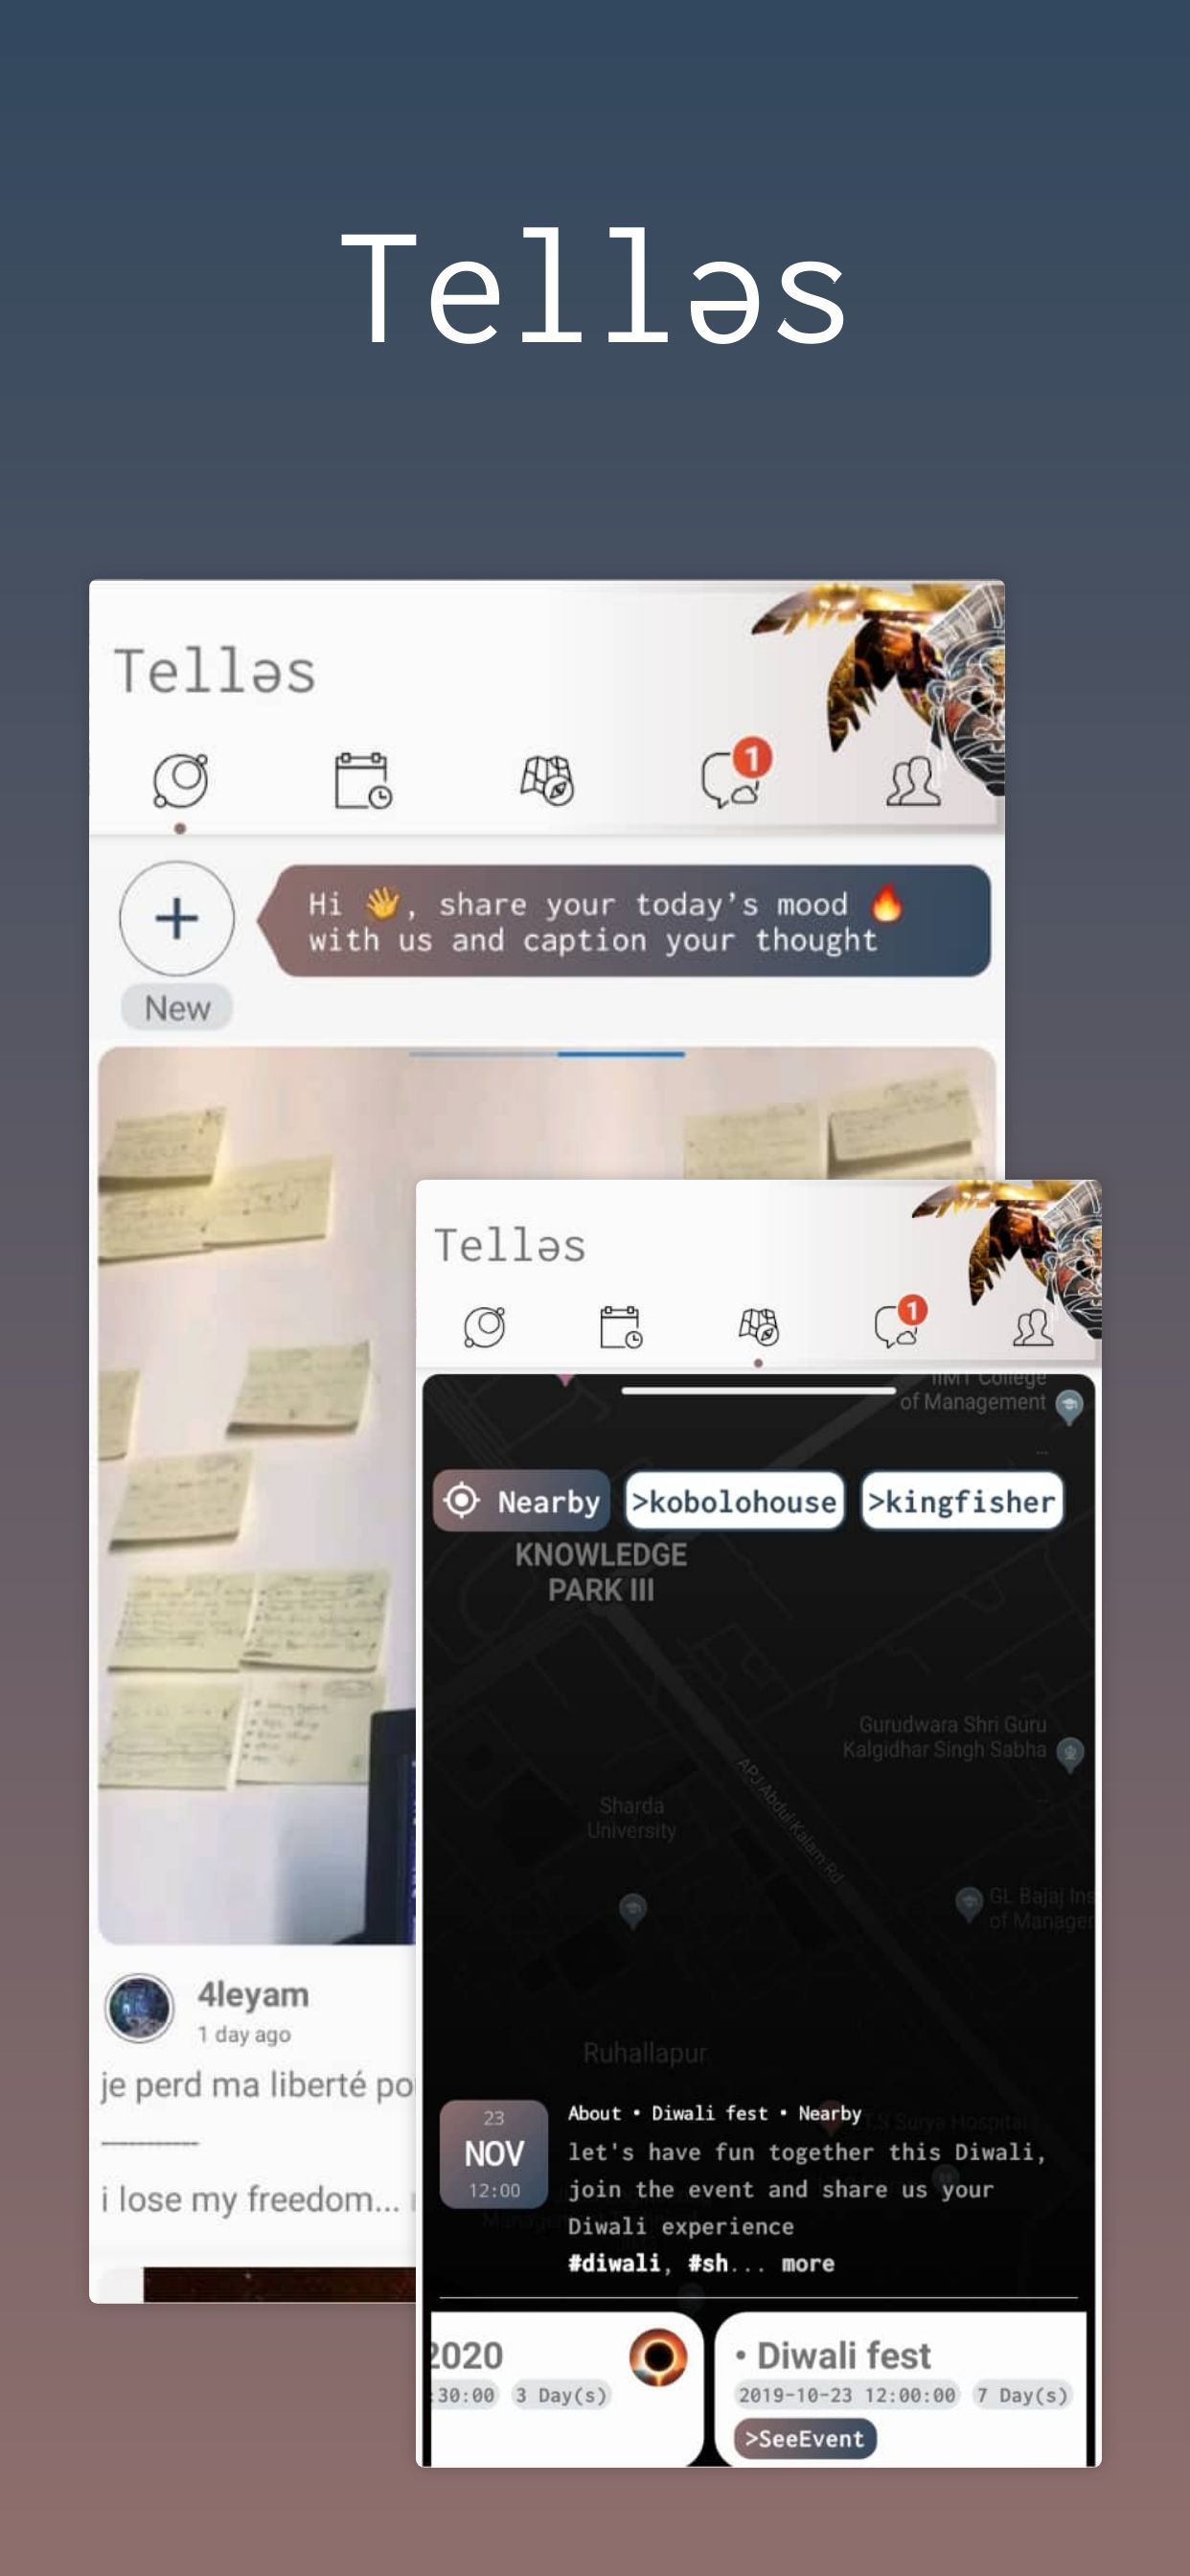 Telləs
Telləs
1
Hi 👋, share your today's mood 🔥
with us and caption your thought
New
4leyam
1 day ago
je perd ma liberté po
i lose my freedom...
Telləs
1
IIMT College
of Management
Nearby
>kobolohouse
>kingfisher
KNOWLEDGE
PARK III
Gurudwara Shri Guru
Kalgidhar Singh Sabha
APJ Abdul Kalam Rd
Sharda
University
GL Bajaj Ins
of Manager
Ruhallapur
23
NOV
12:00
About • Diwali fest • Nearby
Surya Hospital
let's have fun together this Diwali,
join the event and share us your
Diwali experience
#diwali, #sh... more
2020
:30:00 3 Day(s)
• Diwali fest
2019-10-23 12:00:00 7 Day(s)
>SeeEvent